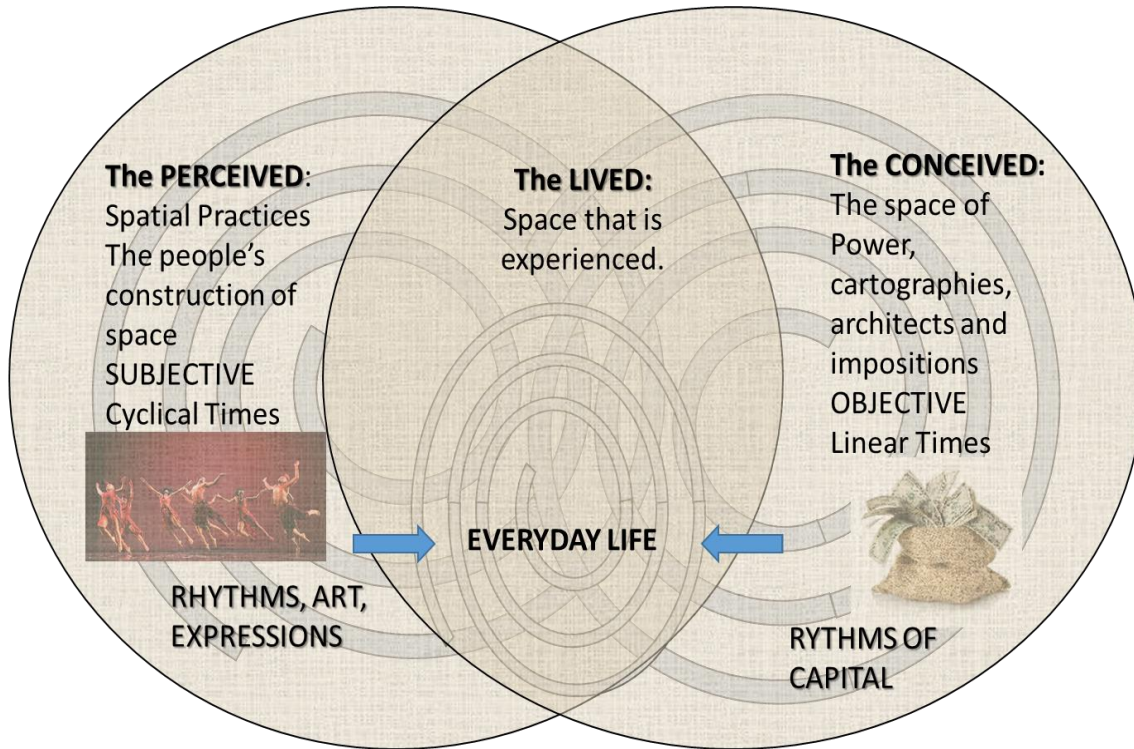 The PERCEIVED:
Spatial Practices
The people’s
construction of
space
SUBJECTIVE
Cyclical Times
RHYTHMS, ART,
EXPRESSIONS
The LIVED:
Space that is
experienced.
EVERYDAY LIFE
The CONCEIVED:
The space of
Power,
cartographies,
architects and
impositions
OBJECTIVE
Linear Times
RYTHMS OF
CAPITAL